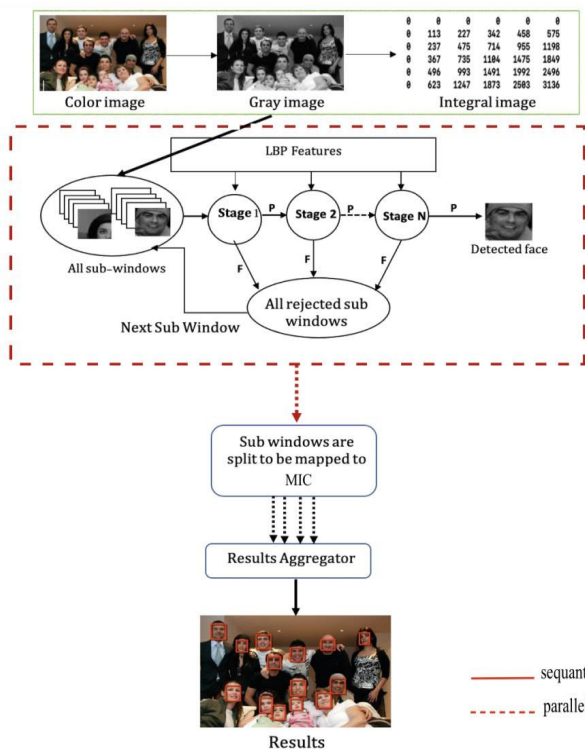 0 0 0 0 0 0
0 113 227 342 458 575
0 237 475 714 955 1198
0 367 735 1104 1475 1849
0 496 993 1491 1992 2496
0 623 1247 1873 2503 3136
Color image
Gray image
Integral image
LBP Features
Stage 1
P
Stage 2
P
Stage N
P
Detected face
All sub-windows
F
F
F
All rejected sub
windows
Next Sub Window
Sub windows are
split to be mapped to
MIC
Results Aggregator
Results
sequant
paralle